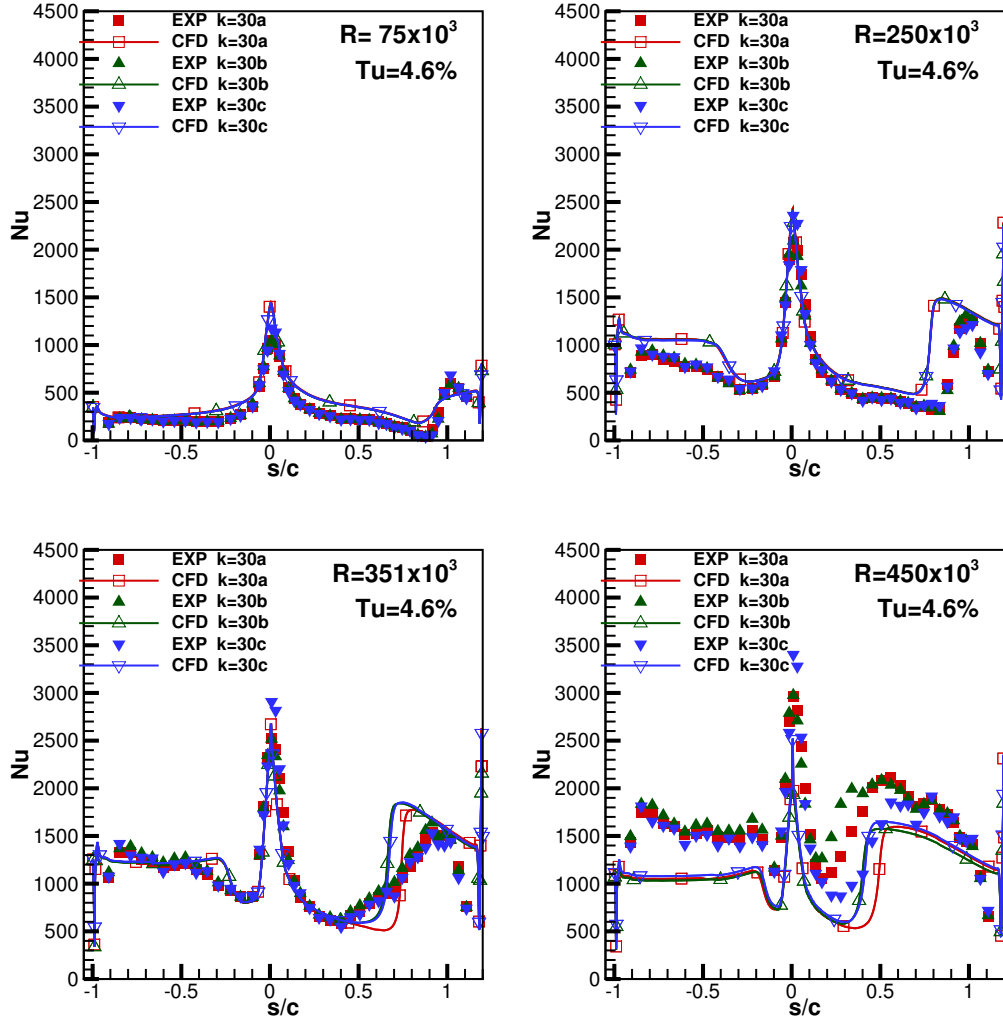 4500
4000
3500
3000
2500
2000
1500
1000
500
0
Nu
EXP k=30a
CFD k=30a
EXP k=30b
CFD k=30b
EXP k=30c
CFD k=30c
R= 75x10³
Tu=4.6%
-1 -0.5 0 0.5 1
s/c
4500
4000
3500
3000
2500
2000
1500
1000
500
0
Nu
EXP k=30a
CFD k=30a
EXP k=30b
CFD k=30b
EXP k=30c
CFD k=30c
R=250x10³
Tu=4.6%
-1 -0.5 0 0.5 1
s/c
4500
4000
3500
3000
2500
2000
1500
1000
500
0
Nu
EXP k=30a
CFD k=30a
EXP k=30b
CFD k=30b
EXP k=30c
CFD k=30c
R=351x10³
Tu=4.6%
-1 -0.5 0 0.5 1
s/c
4500
4000
3500
3000
2500
2000
1500
1000
500
0
Nu
EXP k=30a
CFD k=30a
EXP k=30b
CFD k=30b
EXP k=30c
CFD k=30c
R=450x10³
Tu=4.6%
-1 -0.5 0 0.5 1
s/c